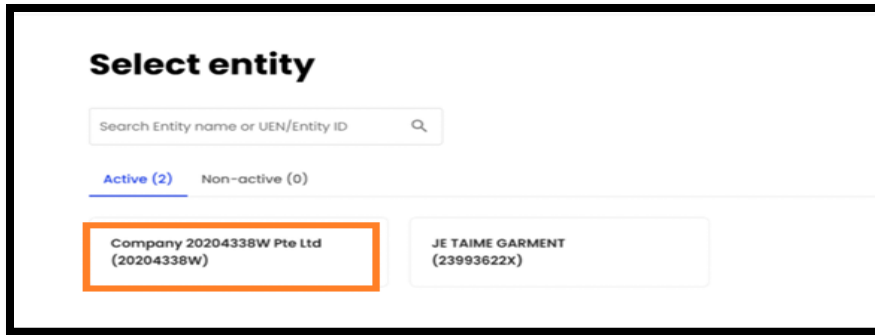 Select entity
Search Entity name or UEN/Entity ID
Active (2) Non-active (0)
Company 20204338W Pte Ltd
(20204338W)
JE TAIME GARMENT
(23993622X)